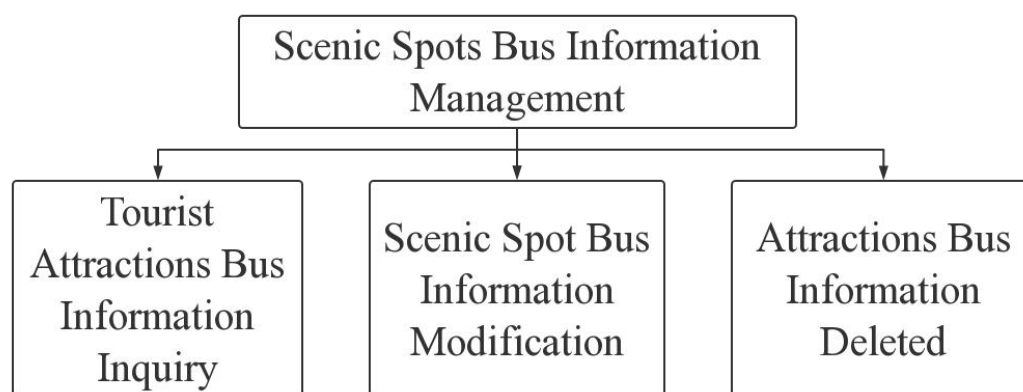 Scenic Spots Bus Information
Management
Tourist
Attractions Bus
Information
Inquiry
Scenic Spot Bus
Information
Modification
Attractions Bus
Information
Deleted